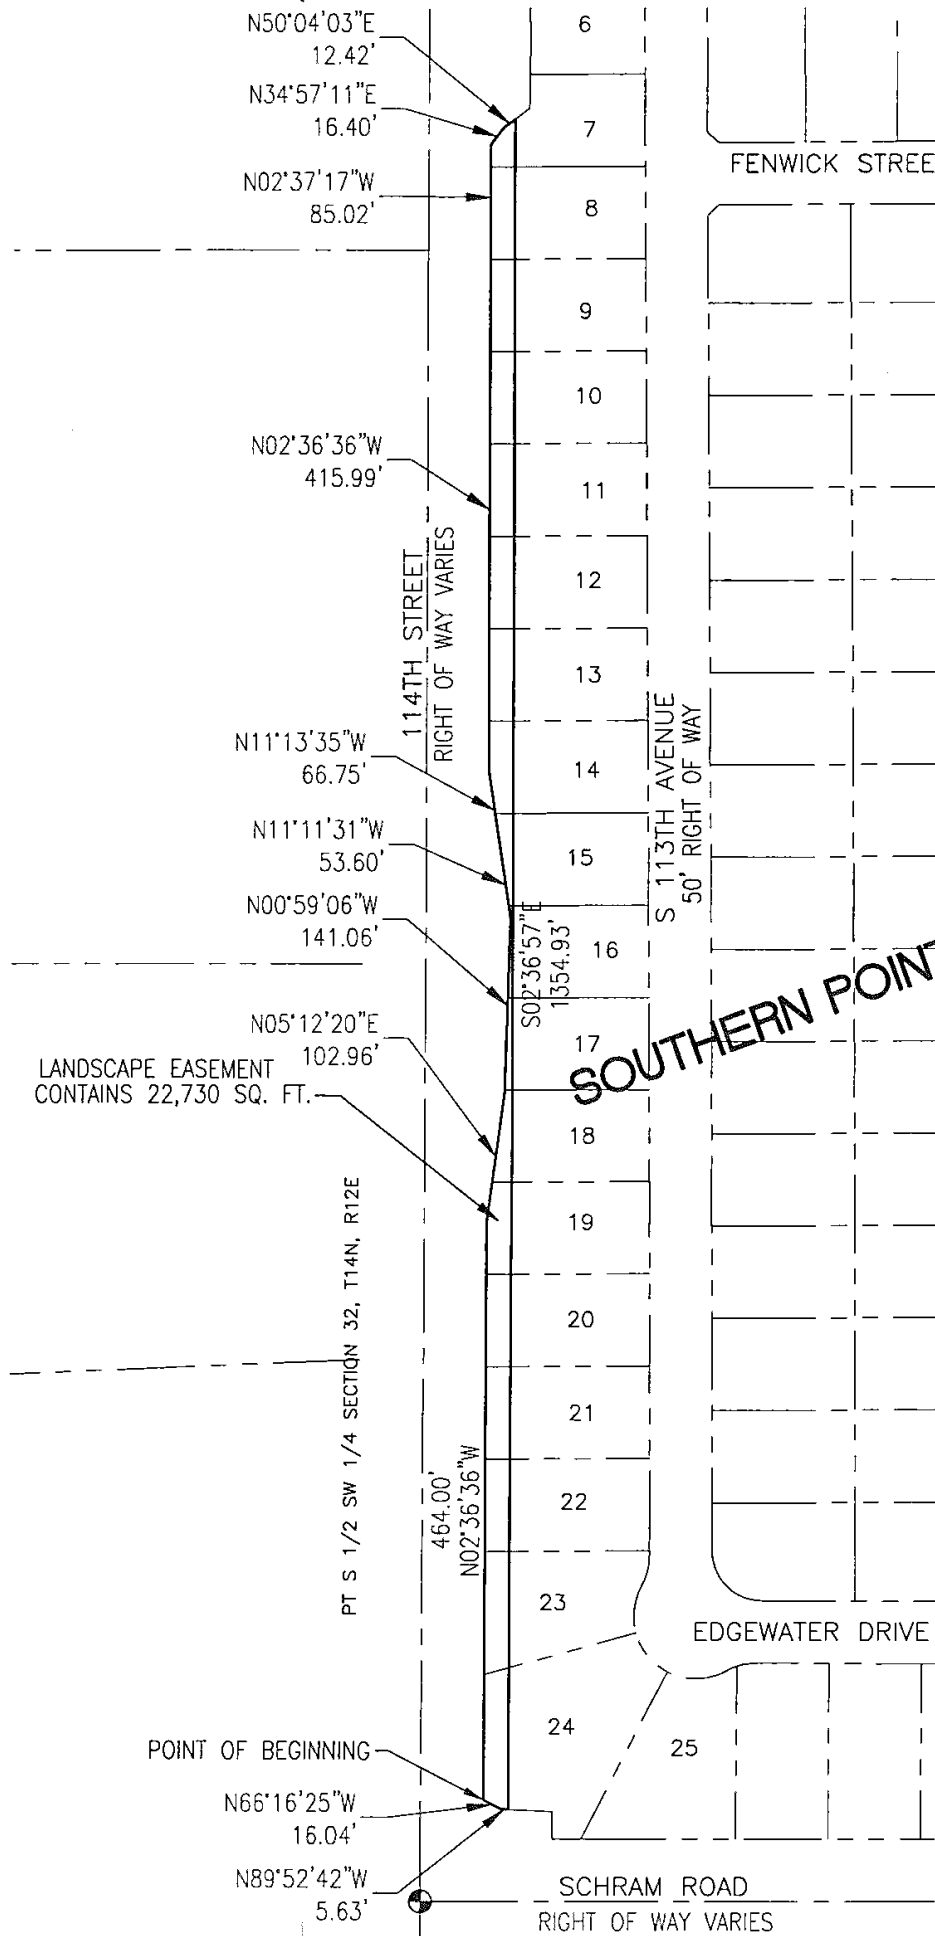 N50°04'03"E
12.42'
6
N34°57'11"E
16.40'
7
FENWICK STREE
N02°37'17"W
85.02'
8
9
10
N02°36'36"W
415.99'
11
114TH STREET
RIGHT OF WAY VARIES
12
13
S 113TH AVENUE
50' RIGHT OF WAY
N11°13'35"W
66.75'
14
N11°11'31"W
53.60'
15
N00°59'06"W
141.06'
S02°36'57"E
1354.93'
16
SOUTHERN POINT
N05°12'20"E
102.96'
17
LANDSCAPE EASEMENT
CONTAINS 22,730 SQ. FT.
18
PT S 1/2 SW 1/4 SECTION 32, T14N, R12E
19
20
21
464.00'
N02°36'36"W
22
23
EDGEWATER DRIVE
24
25
POINT OF BEGINNING
N66°16'25"W
16.04'
N89°52'42"W
5.63'
SCHRAM ROAD
RIGHT OF WAY VARIES